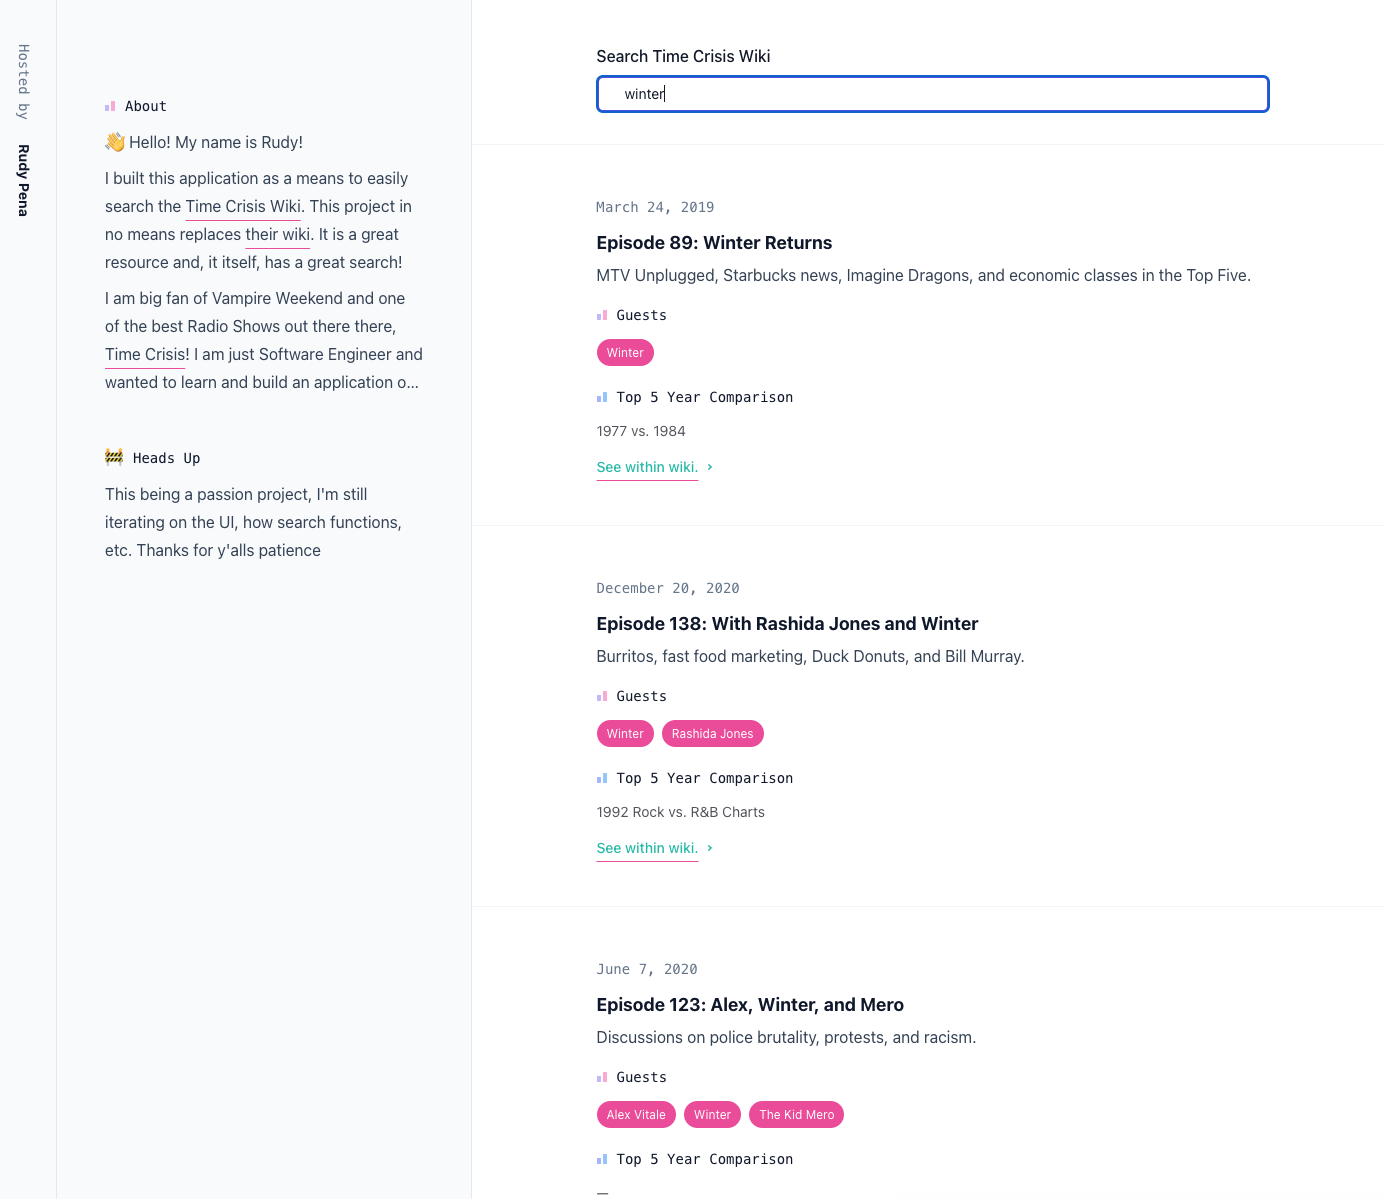 Hosted by Rudy Pena
About
👋 Hello! My name is Rudy!
I built this application as a means to easily
search the Time Crisis Wiki. This project in
no means replaces their wiki. It is a great
resource and, it itself, has a great search!
I am big fan of Vampire Weekend and one
of the best Radio Shows out there there,
Time Crisis! I am just Software Engineer and
wanted to learn and build an application o...
🚧 Heads Up
This being a passion project, I'm still
iterating on the UI, how search functions,
etc. Thanks for y'alls patience
Search Time Crisis Wiki
winter
March 24, 2019
Episode 89: Winter Returns
MTV Unplugged, Starbucks news, Imagine Dragons, and economic classes in the Top Five.
Guests
Winter
Top 5 Year Comparison
1977 vs. 1984
See within wiki. ›
December 20, 2020
Episode 138: With Rashida Jones and Winter
Burritos, fast food marketing, Duck Donuts, and Bill Murray.
Guests
Winter Rashida Jones
Top 5 Year Comparison
1992 Rock vs. R&B Charts
See within wiki. ›
June 7, 2020
Episode 123: Alex, Winter, and Mero
Discussions on police brutality, protests, and racism.
Guests
Alex Vitale Winter The Kid Mero
Top 5 Year Comparison
—